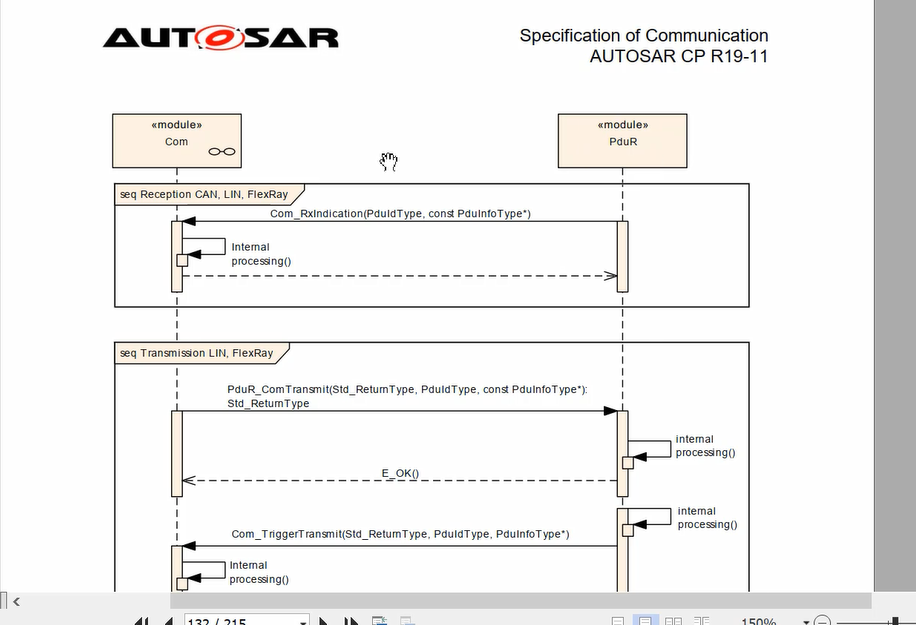 AUTOSAR
Specification of Communication
AUTOSAR CP R19-11
«module»
Com
«module»
PduR
seq Reception CAN, LIN, FlexRay
Com_RxIndication(PduIdType, const PduInfoType*)
Internal
processing()
seq Transmission LIN, FlexRay
PduR_ComTransmit(Std_ReturnType, PduIdType, const PduInfoType*):
Std_ReturnType
internal
processing()
E_OK()
internal
processing()
Com_TriggerTransmit(Std_ReturnType, PduIdType, PduInfoType*)
Internal
processing()
132 / 215
150%